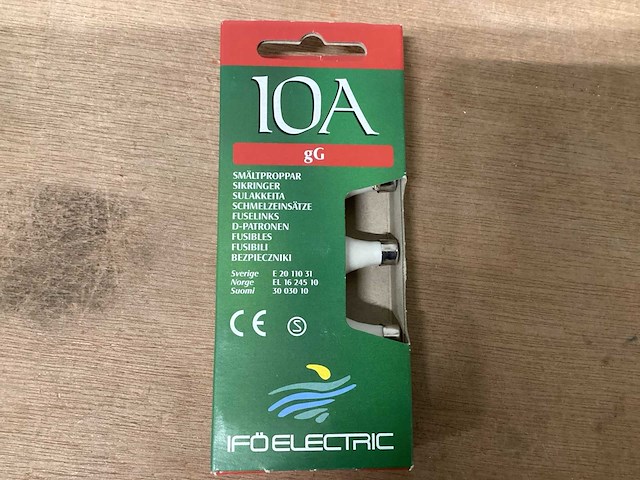 10A
gG
SMÄLTPROPPAR
SIKRINGER
SULAKKEITA
SCHMELZEINSÄTZE
FUSELINKS
D-PATRONEN
FUSIBLES
FUSIBILI
BEZPIECZNIKI
Sverige E 20 110 31
Norge EL 16 245 10
Suomi 30 030 10
CE S
IFÖ ELECTRIC